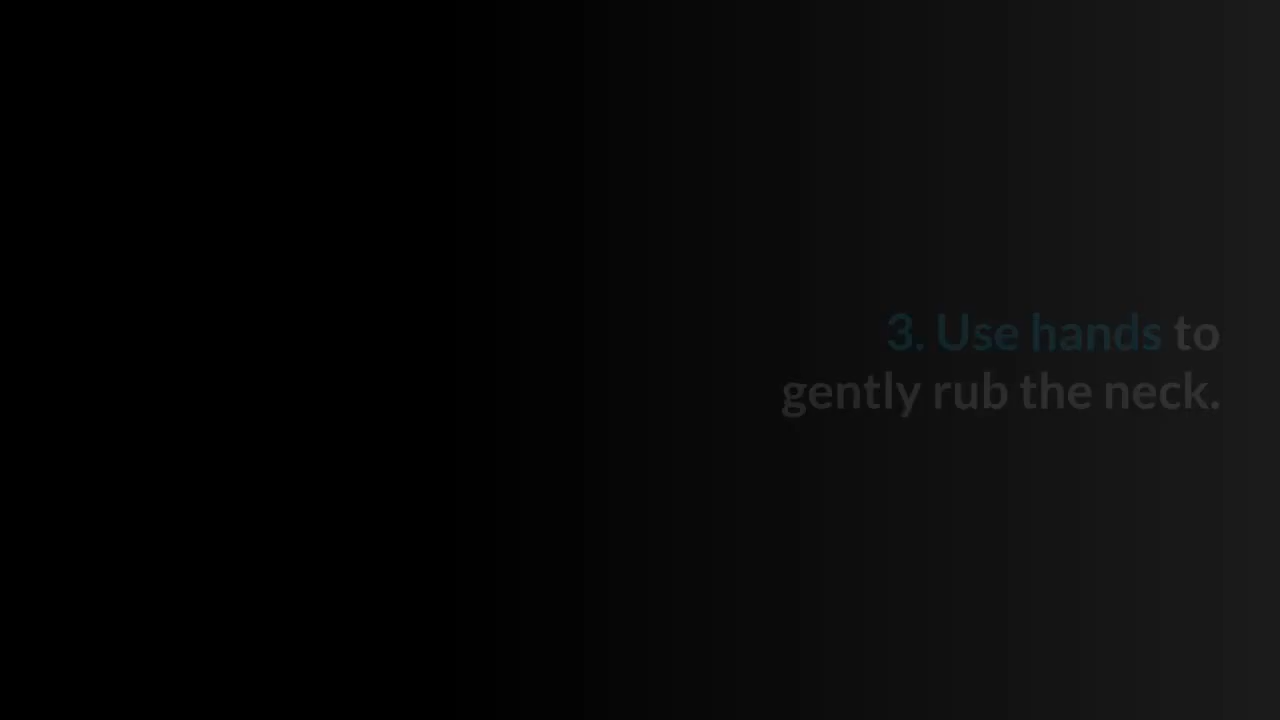 3. Use hands to
gently rub the neck.